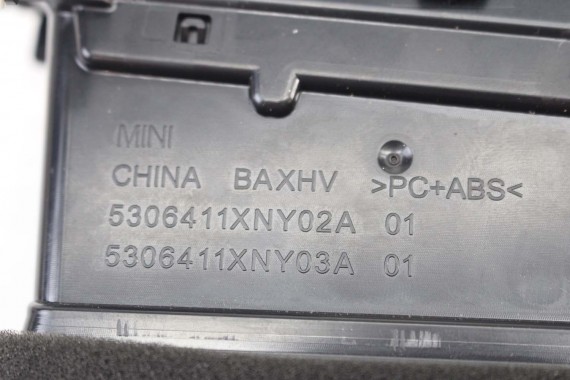 MINI
CHINA BAXHV >PC+ABS<
5306411XNY02A 01
5306411XNY03A 01